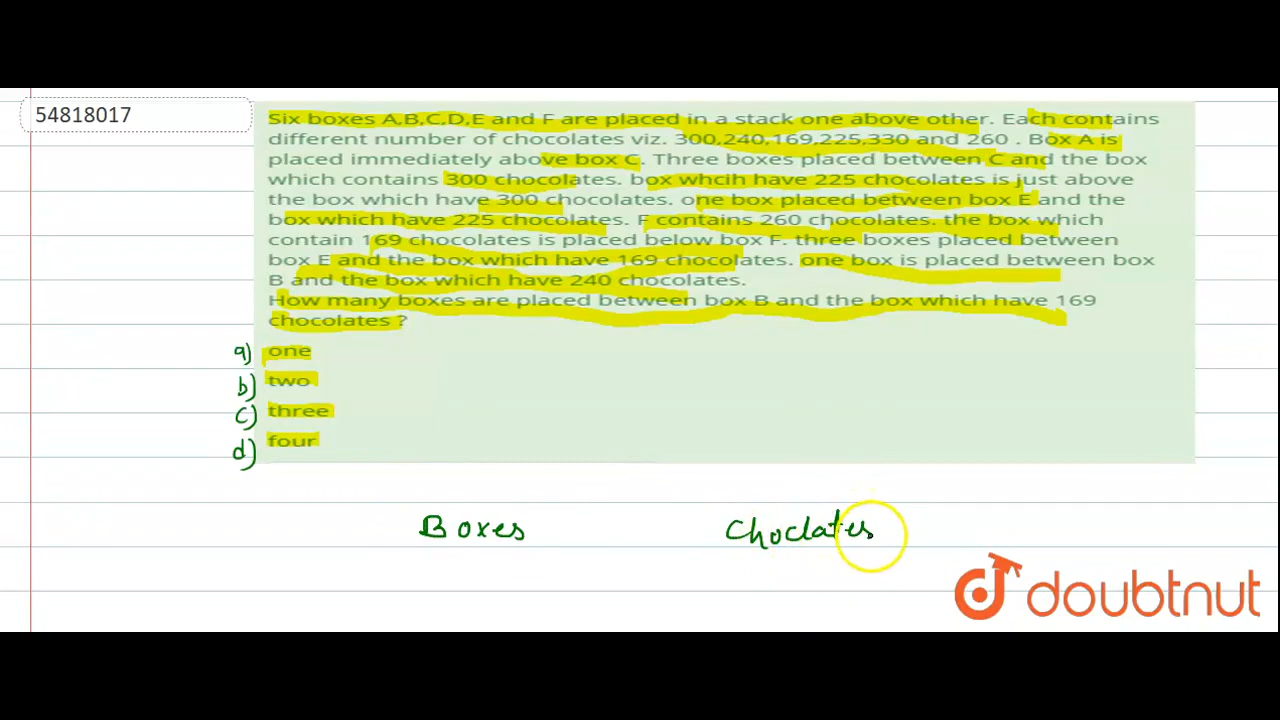 54818017
Six boxes A,B,C,D,E and F are placed in a stack one above other. Each contains
different number of chocolates viz. 300,240,169,225,330 and 260 . Box A is
placed immediately above box C. Three boxes placed between C and the box
which contains 300 chocolates. box whcih have 225 chocolates is just above
the box which have 300 chocolates. one box placed between box E and the
box which have 225 chocolates. F contains 260 chocolates. the box which
contain 169 chocolates is placed below box F. three boxes placed between
box E and the box which have 169 chocolates. one box is placed between box
B and the box which have 240 chocolates.
How many boxes are placed between box B and the box which have 169
chocolates ?
a) one
b) two
c) three
d) four
Boxes Choclates
doubtnut